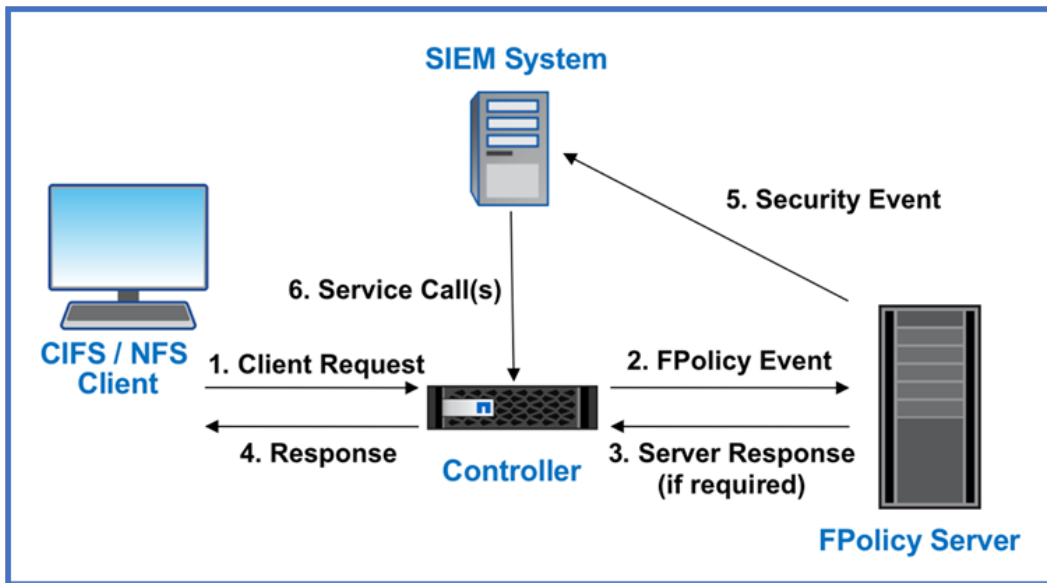 SIEM System
5. Security Event
6. Service Call(s)
CIFS / NFS
Client
1. Client Request
2. FPolicy Event
4. Response
3. Server Response
(if required)
Controller
FPolicy Server